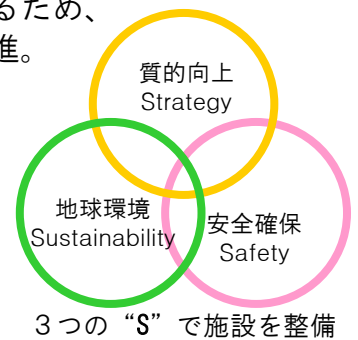 るため、
進。
質的向上
Strategy
地球環境
Sustainability
安全確保
Safety
３つの“S”で施設を整備